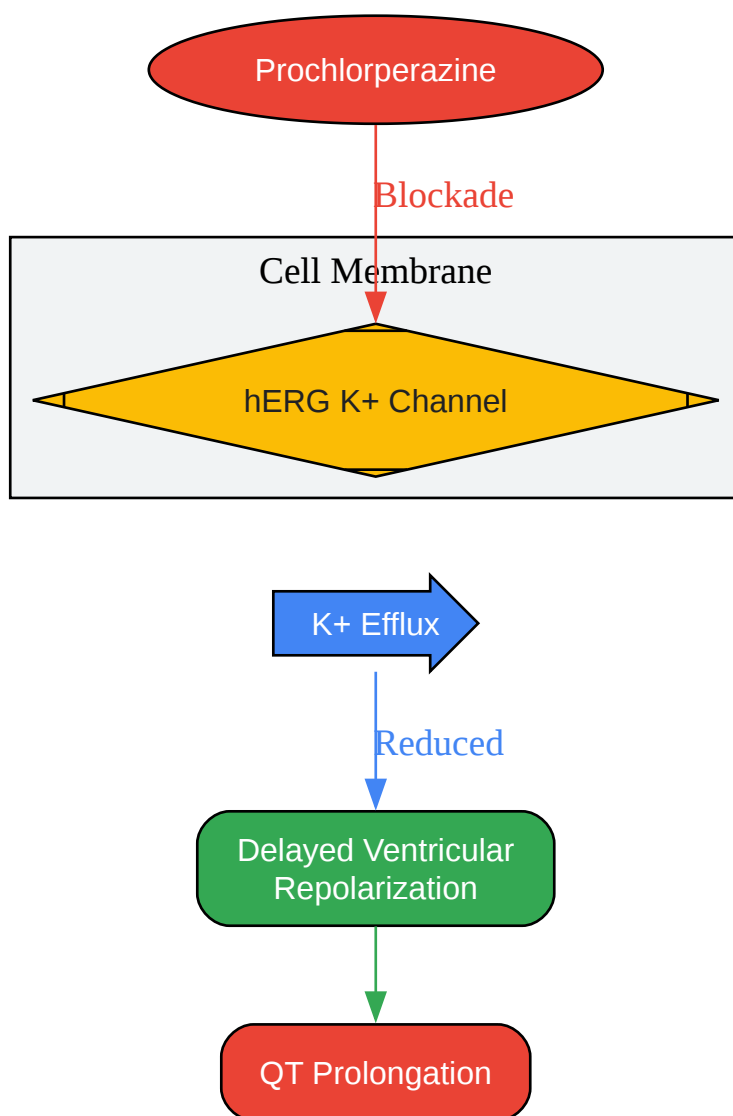 Prochlorperazine
Blockade
Cell Membrane
hERG K+ Channel
K+ Efflux
Reduced
Delayed Ventricular
Repolarization
QT Prolongation